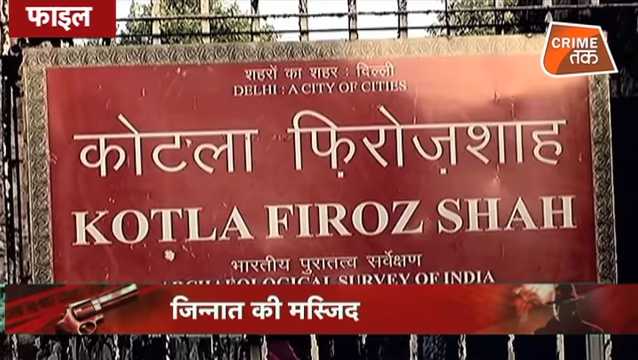 फाइल
CRIME
तक
शहरों का शहर : दिल्ली
DELHI : A CITY OF CITIES
कोटला फ़िरोज़शाह
KOTLA FIROZ SHAH
भारतीय पुरातत्व सर्वेक्षण
ARCHAEOLOGICAL SURVEY OF INDIA
जिन्नात की मस्जिद